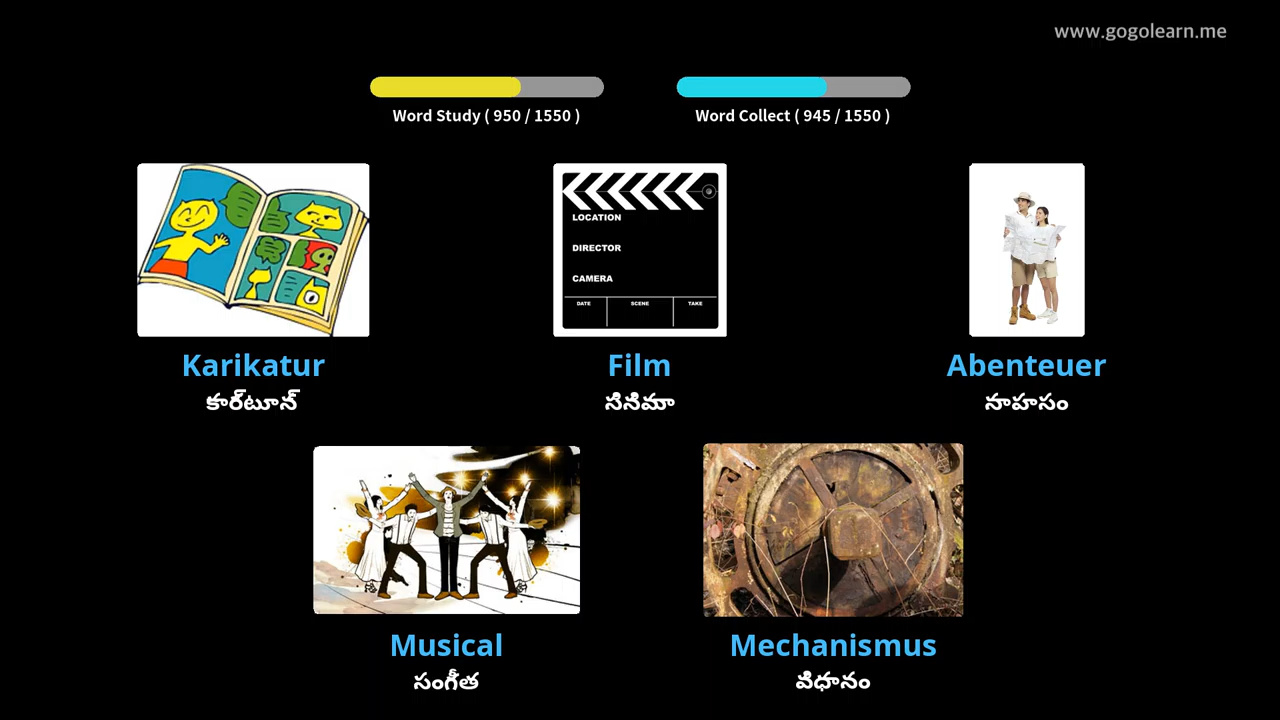 www.gogolearn.me
Word Study ( 950 / 1550 )
Word Collect ( 945 / 1550 )
LOCATION
DIRECTOR
CAMERA
DATE
SCENE
TAKE
Karikatur
Film
Abenteuer
కార్‌టూన్
సినిమా
సాహసం
Musical
Mechanismus
సంగీత
విధానం